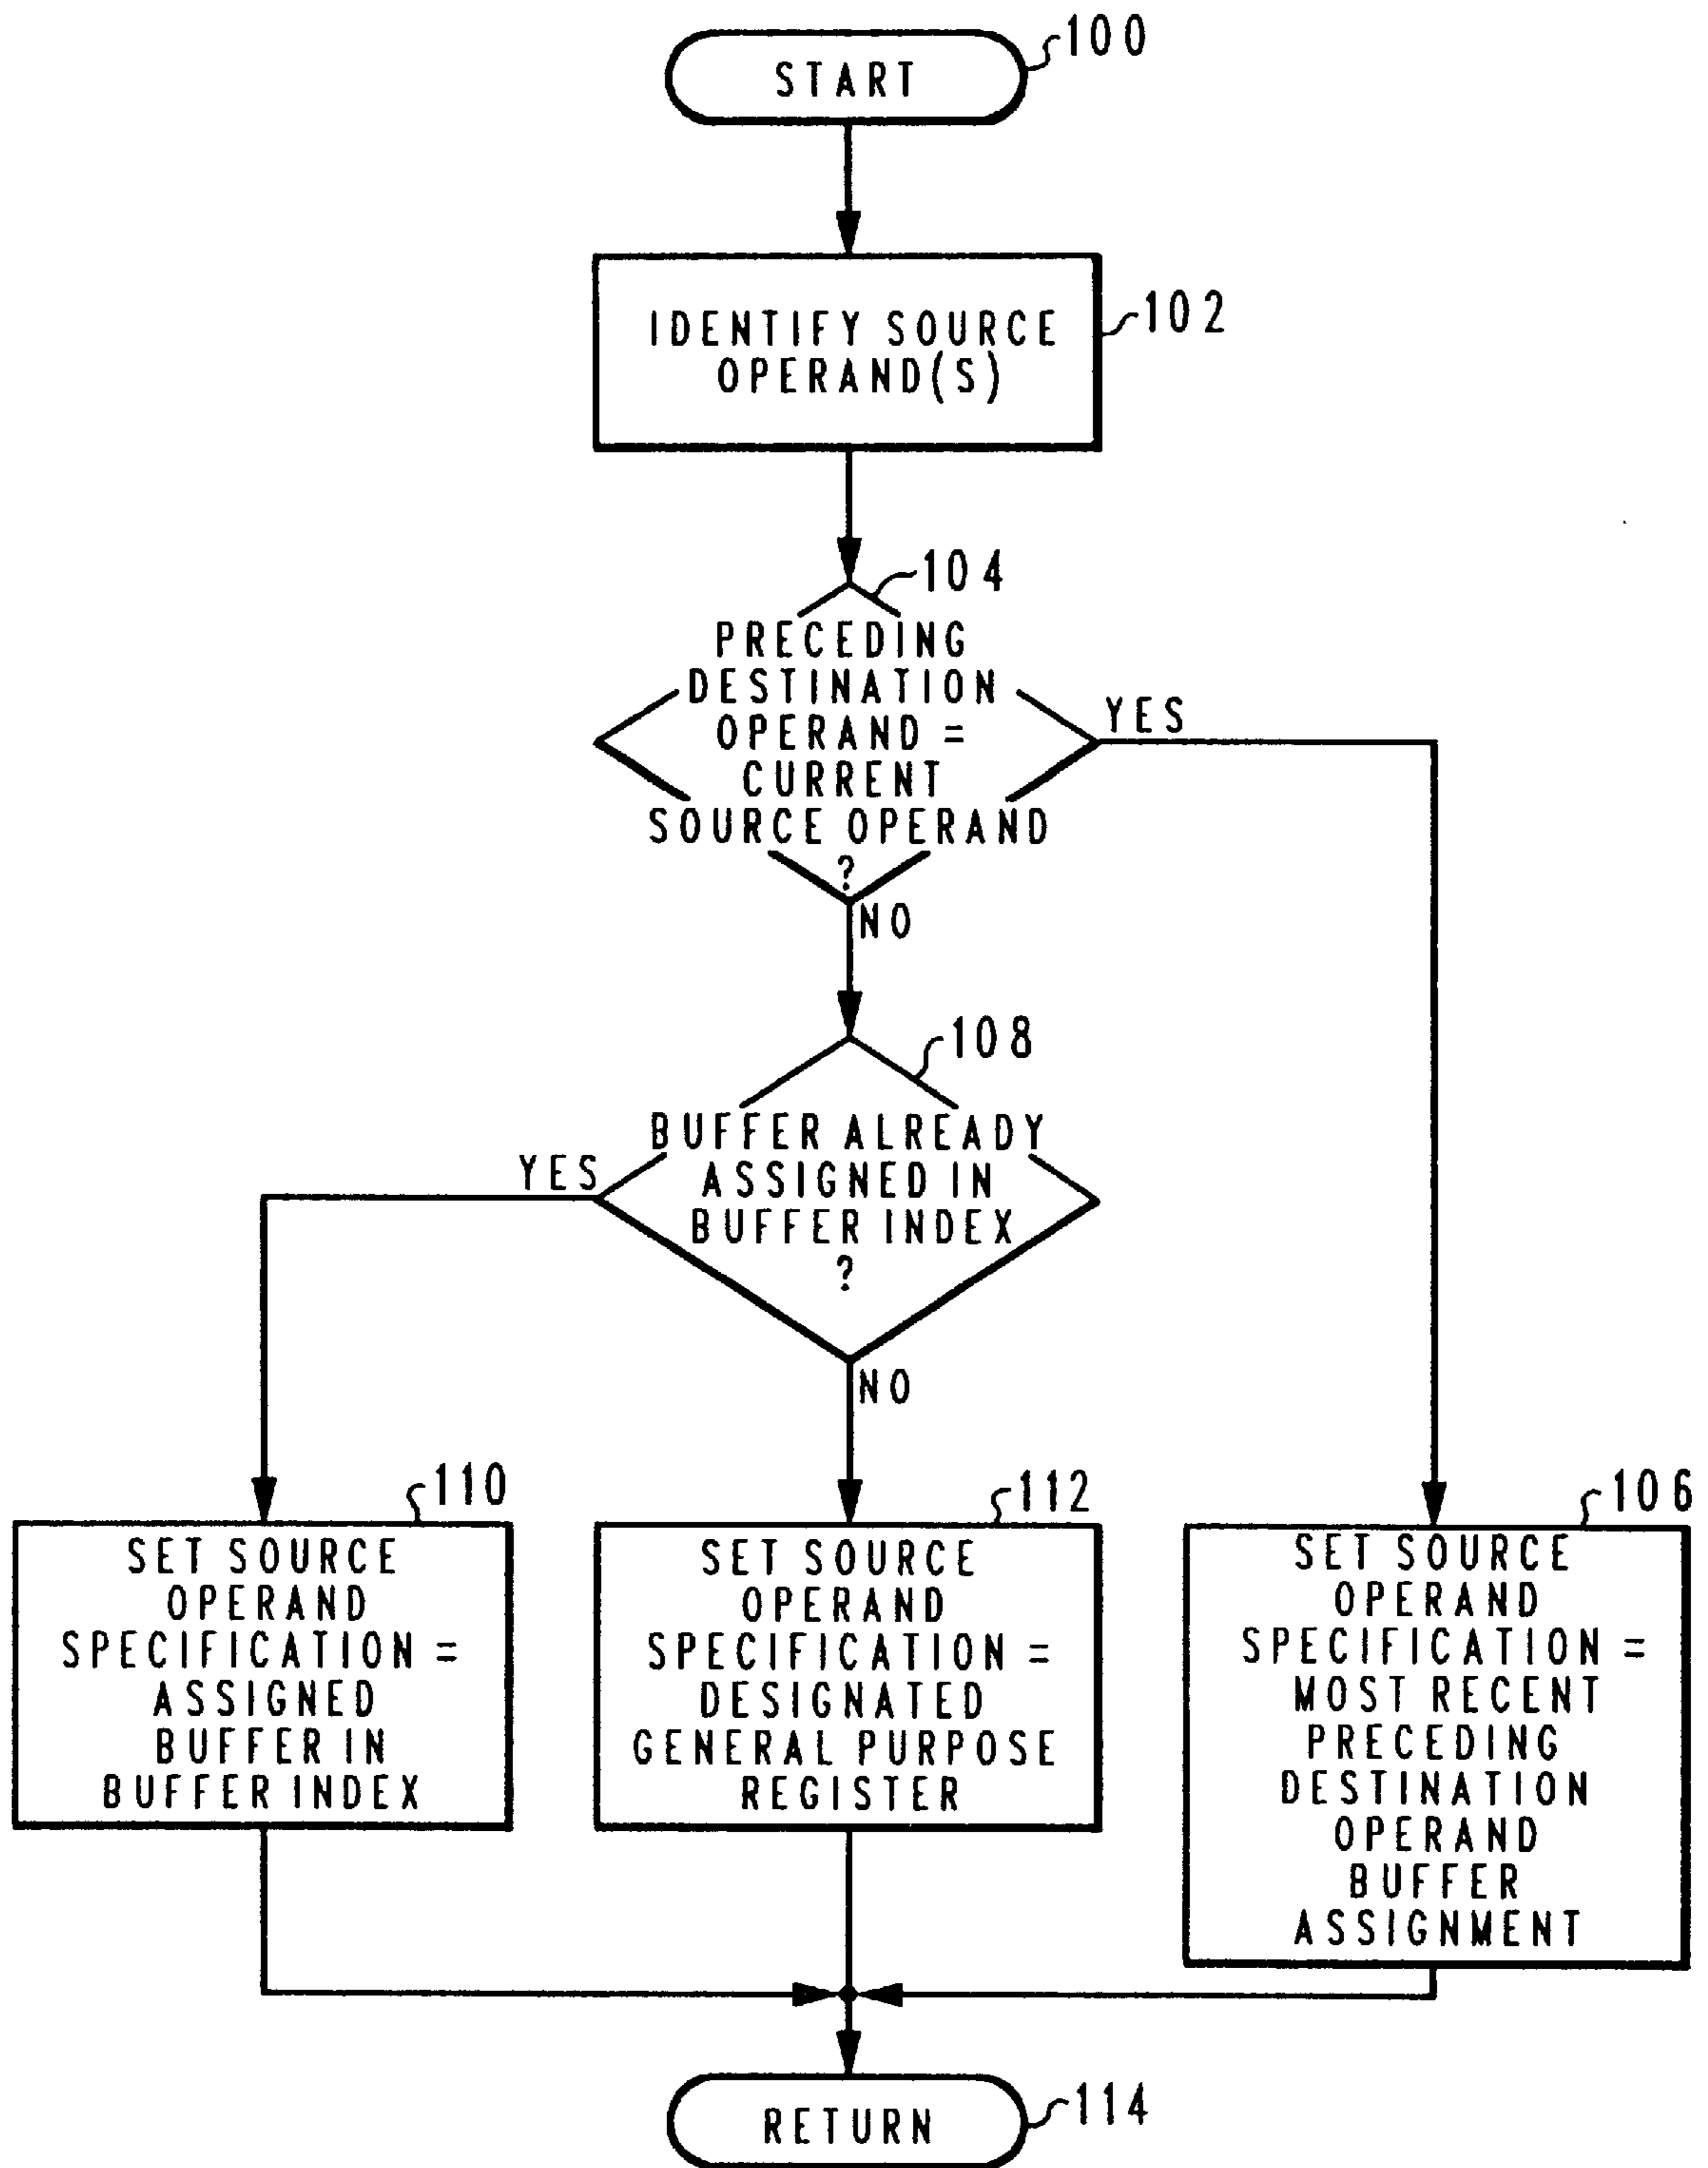 100
START
102
IDENTIFY SOURCE
OPERAND(S)
104
PRECEDING
DESTINATION
OPERAND =
CURRENT
SOURCE OPERAND
?
YES
NO
108
BUFFER ALREADY
ASSIGNED IN
BUFFER INDEX
?
YES
NO
110
SET SOURCE
OPERAND
SPECIFICATION =
ASSIGNED
BUFFER IN
BUFFER INDEX
112
SET SOURCE
OPERAND
SPECIFICATION =
DESIGNATED
GENERAL PURPOSE
REGISTER
106
SET SOURCE
OPERAND
SPECIFICATION =
MOST RECENT
PRECEDING
DESTINATION
OPERAND
BUFFER
ASSIGNMENT
RETURN
114